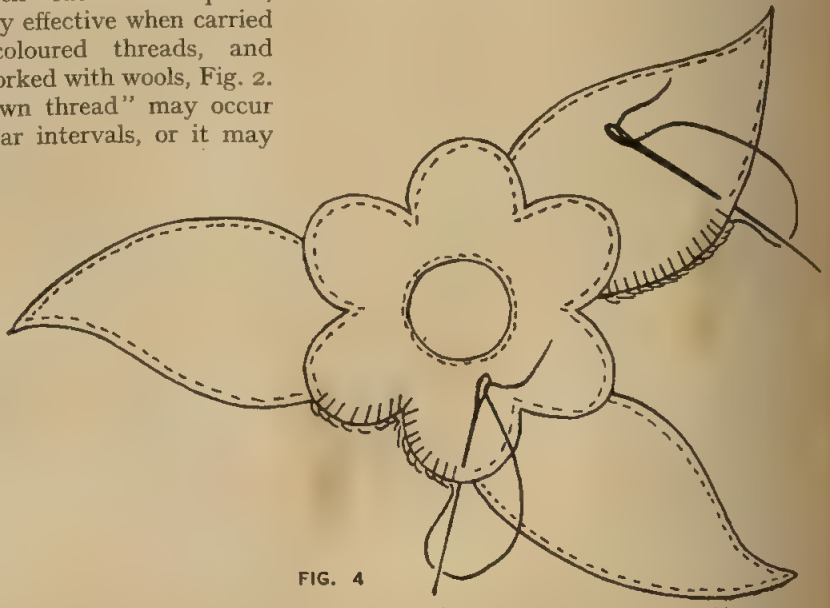 y effective when carried
coloured threads, and
orked with wools, Fig. 2.
wn thread" may occur
ar intervals, or it may
FIG. 4